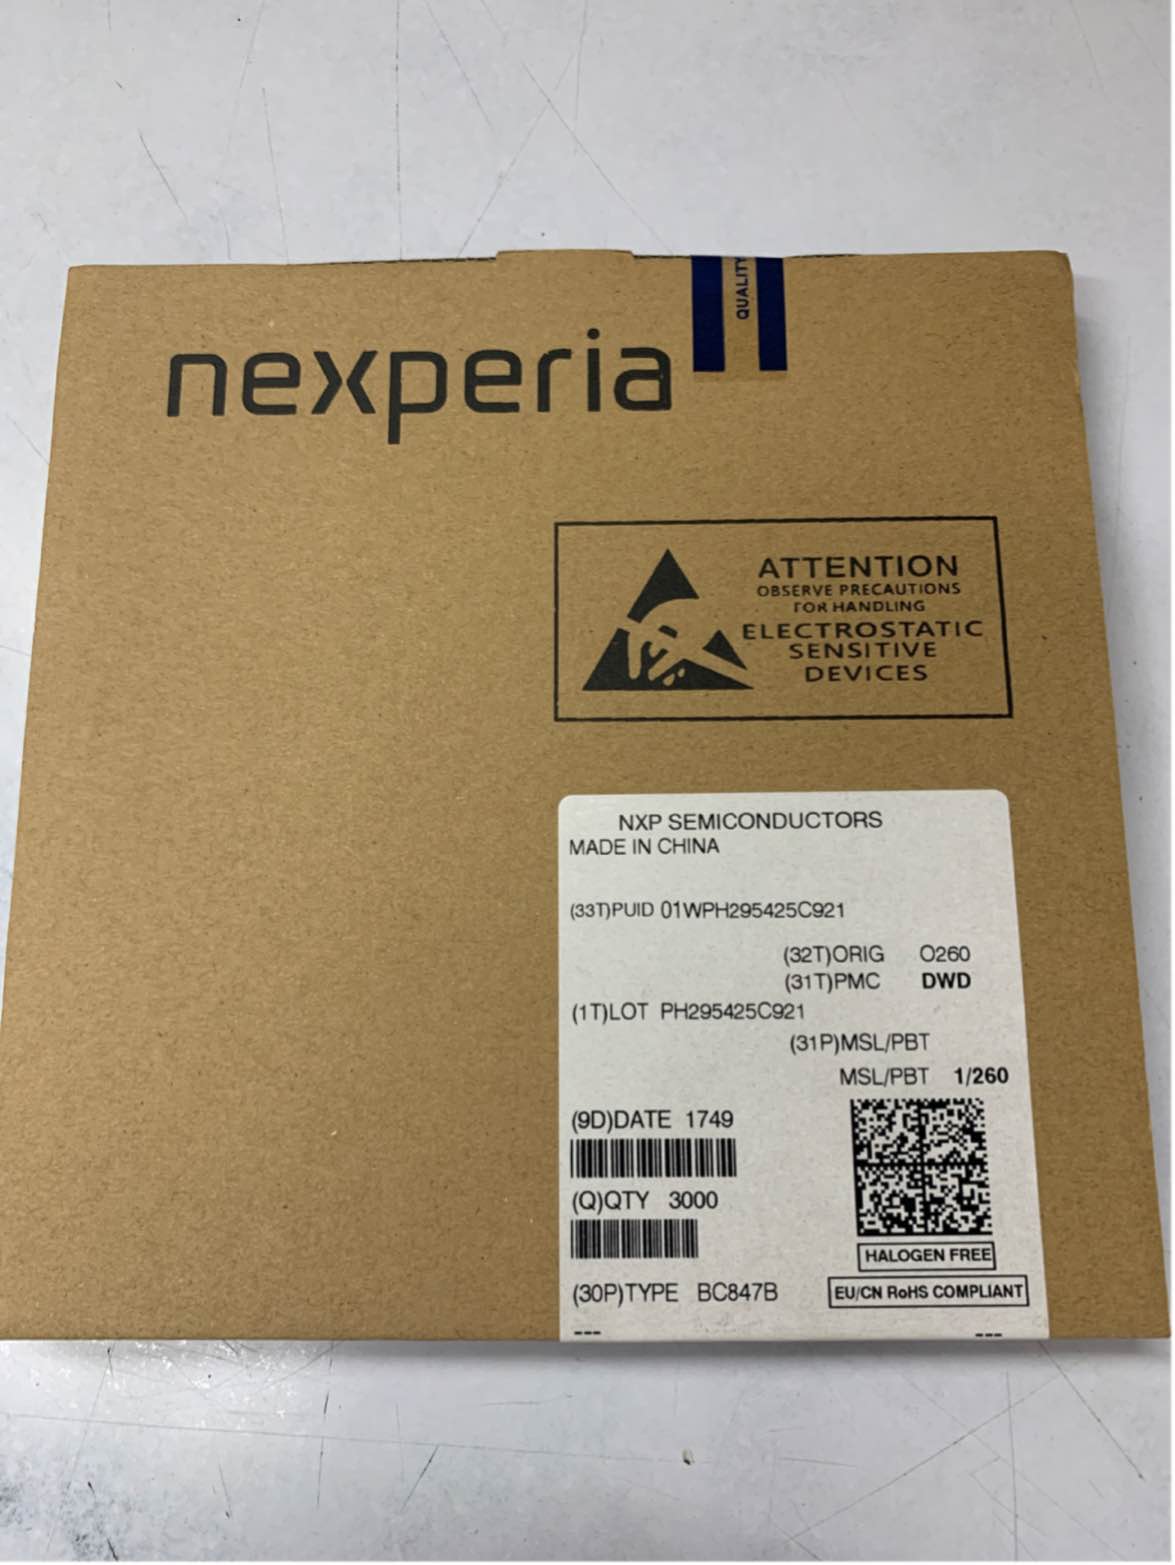 nexperia
QUALITY
ATTENTION
OBSERVE PRECAUTIONS
FOR HANDLING
ELECTROSTATIC
SENSITIVE
DEVICES
NXP SEMICONDUCTORS
MADE IN CHINA
(33T)PUID 01WPH295425C921
(32T)ORIG O260
(31T)PMC DWD
(1T)LOT PH295425C921
(31P)MSL/PBT
MSL/PBT 1/260
(9D)DATE 1749
(Q)QTY 3000
HALOGEN FREE
(30P)TYPE BC847B
EU/CN RoHS COMPLIANT
--- ---